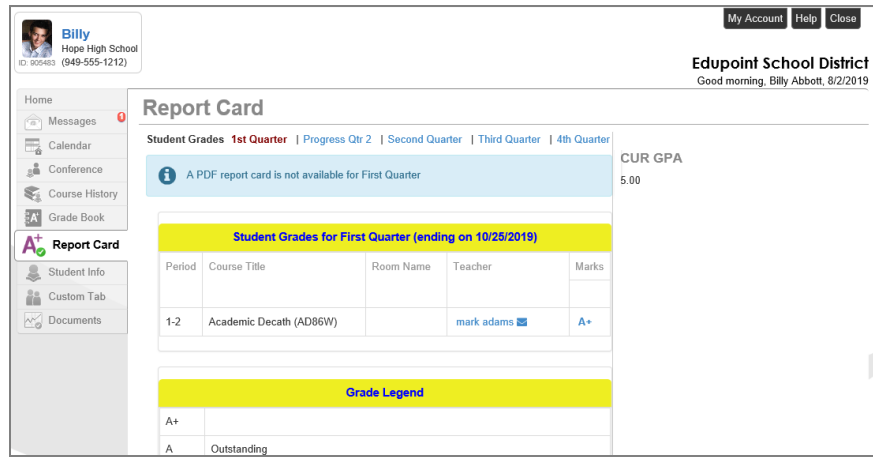 My Account Help Close
Billy
Hope High School
ID: 905483 (949-555-1212)
Edupoint School District
Good morning, Billy Abbott, 8/2/2019
Home
Messages 1
Calendar
Conference
Course History
Grade Book
Report Card
Student Info
Custom Tab
Documents
Report Card
Student Grades 1st Quarter | Progress Qtr 2 | Second Quarter | Third Quarter | 4th Quarter
A PDF report card is not available for First Quarter
CUR GPA
5.00
Student Grades for First Quarter (ending on 10/25/2019)
Period Course Title Room Name Teacher Marks
1-2 Academic Decath (AD86W) mark adams A+
Grade Legend
A+
A Outstanding